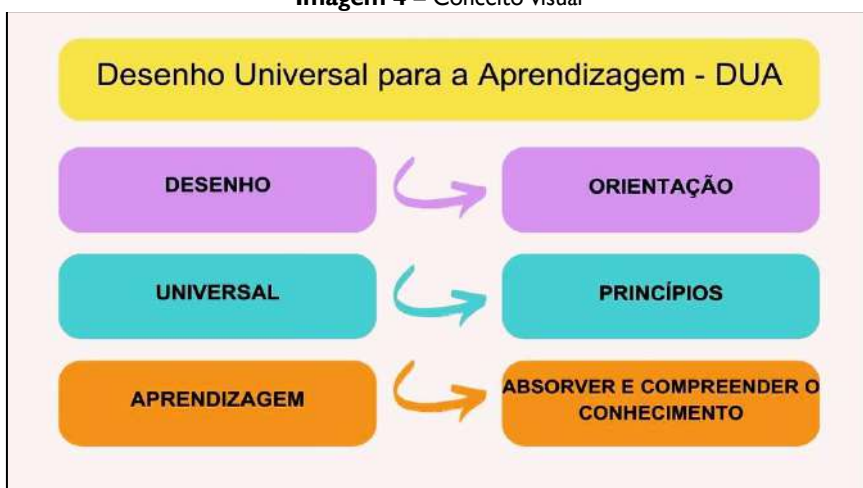 Imagem 4 – Conceito visual
Desenho Universal para a Aprendizagem - DUA
DESENHO
ORIENTAÇÃO
UNIVERSAL
PRINCÍPIOS
APRENDIZAGEM
ABSORVER E COMPREENDER O
CONHECIMENTO